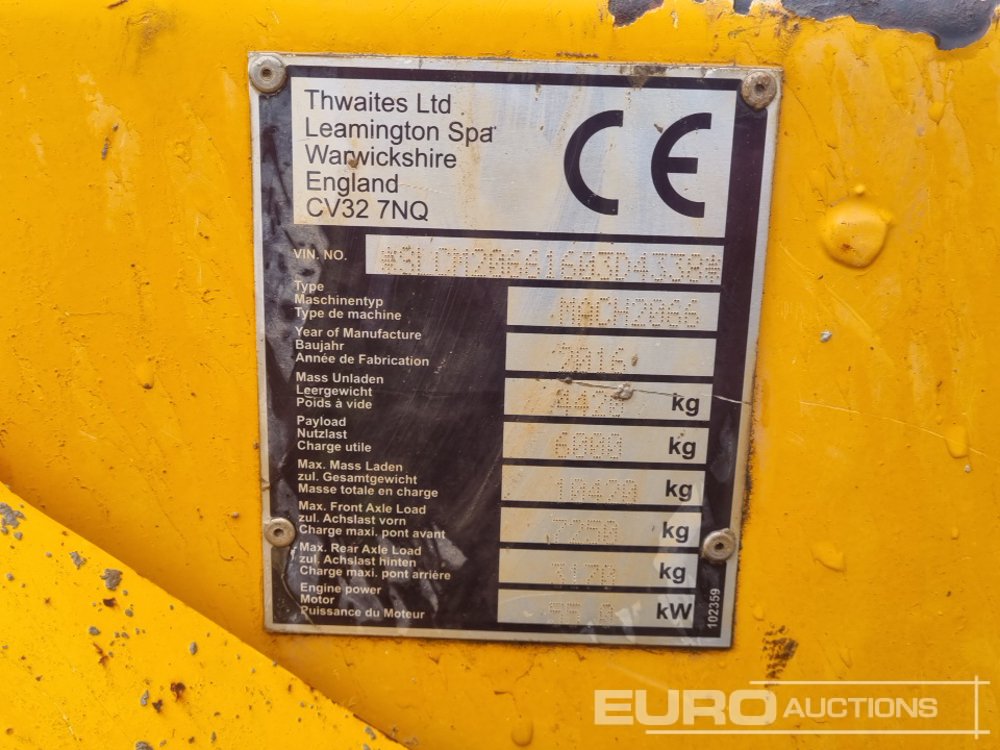 Thwaites Ltd
Leamington Spa
Warwickshire
England
CV32 7NQ
CE
VIN. NO.
Type
Maschinentyp
Type de machine
MACH2066
Year of Manufacture
Baujahr
Année de Fabrication
2016
Mass Unladen
Leergewicht
Poids à vide
4420 kg
Payload
Nutzlast
Charge utile
6000 kg
Max. Mass Laden
zul. Gesamtgewicht
Masse totale en charge
10420 kg
Max. Front Axle Load
zul. Achslast vorn
Charge maxi. pont avant
7250 kg
Max. Rear Axle Load
zul. Achslast hinten
Charge maxi. pont arrière
3170 kg
Engine power
Motor
Puissance du Moteur
kW
102359
EURO AUCTIONS